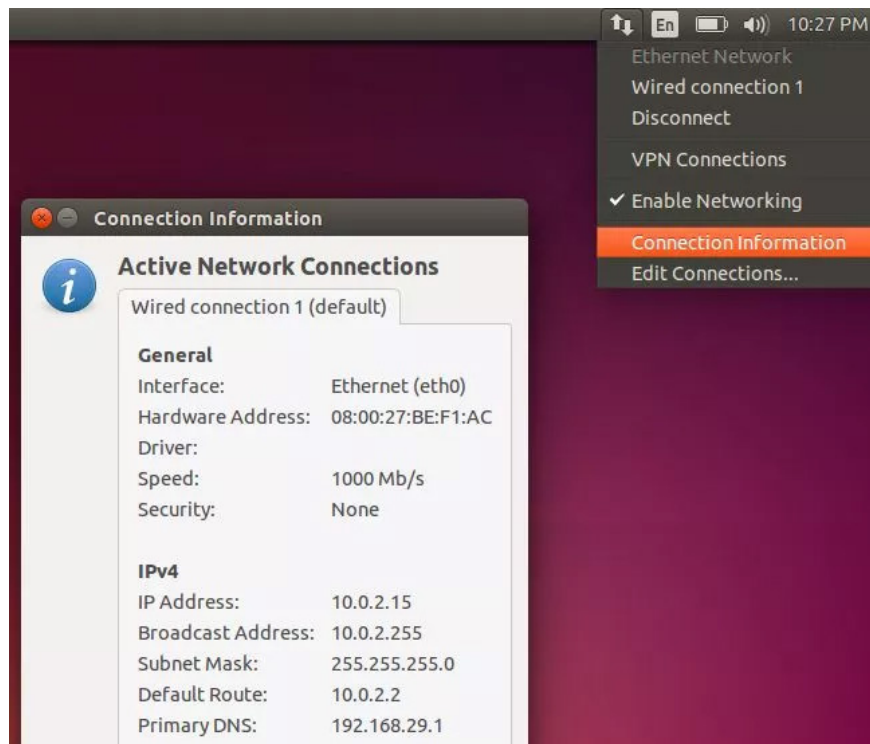 En 10:27 PM
Ethernet Network
Wired connection 1
Disconnect
VPN Connections
Enable Networking
Connection Information
Edit Connections...
Connection Information
Active Network Connections
Wired connection 1 (default)
General
Interface: Ethernet (eth0)
Hardware Address: 08:00:27:BE:F1:AC
Driver:
Speed: 1000 Mb/s
Security: None
IPv4
IP Address: 10.0.2.15
Broadcast Address: 10.0.2.255
Subnet Mask: 255.255.255.0
Default Route: 10.0.2.2
Primary DNS: 192.168.29.1